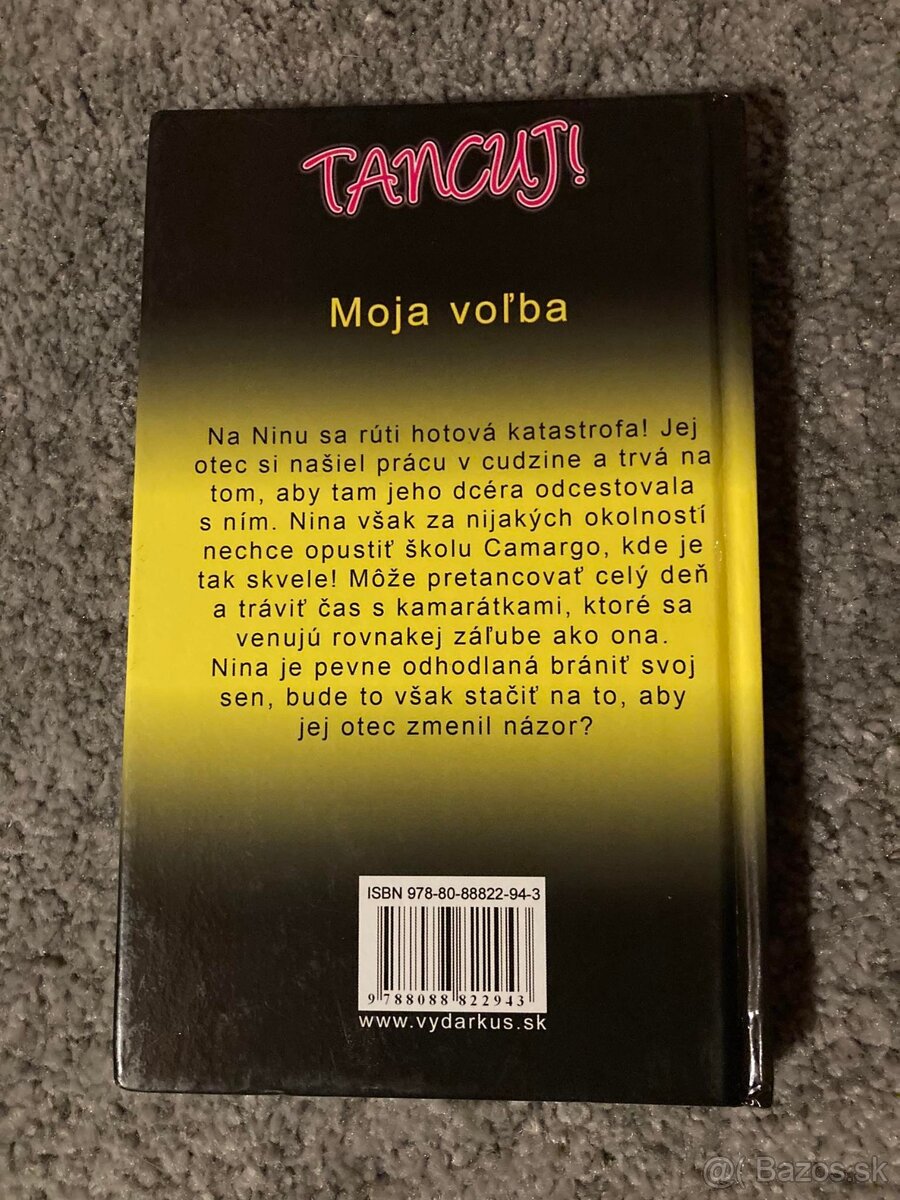 TANCUJ!
Moja voľba
Na Ninu sa rúti hotová katastrofa! Jej
otec si našiel prácu v cudzine a trvá na
tom, aby tam jeho dcéra odcestovala
s ním. Nina však za nijakých okolností
nechce opustiť školu Camargo, kde je
tak skvele! Môže pretancovať celý deň
a tráviť čas s kamarátkami, ktoré sa
venujú rovnakej záľube ako ona.
Nina je pevne odhodlaná brániť svoj
sen, bude to však stačiť na to, aby
jej otec zmenil názor?
ISBN 978-80-88822-94-3
9 788088 822943
www.vydarkus.sk
@( Bazos.sk